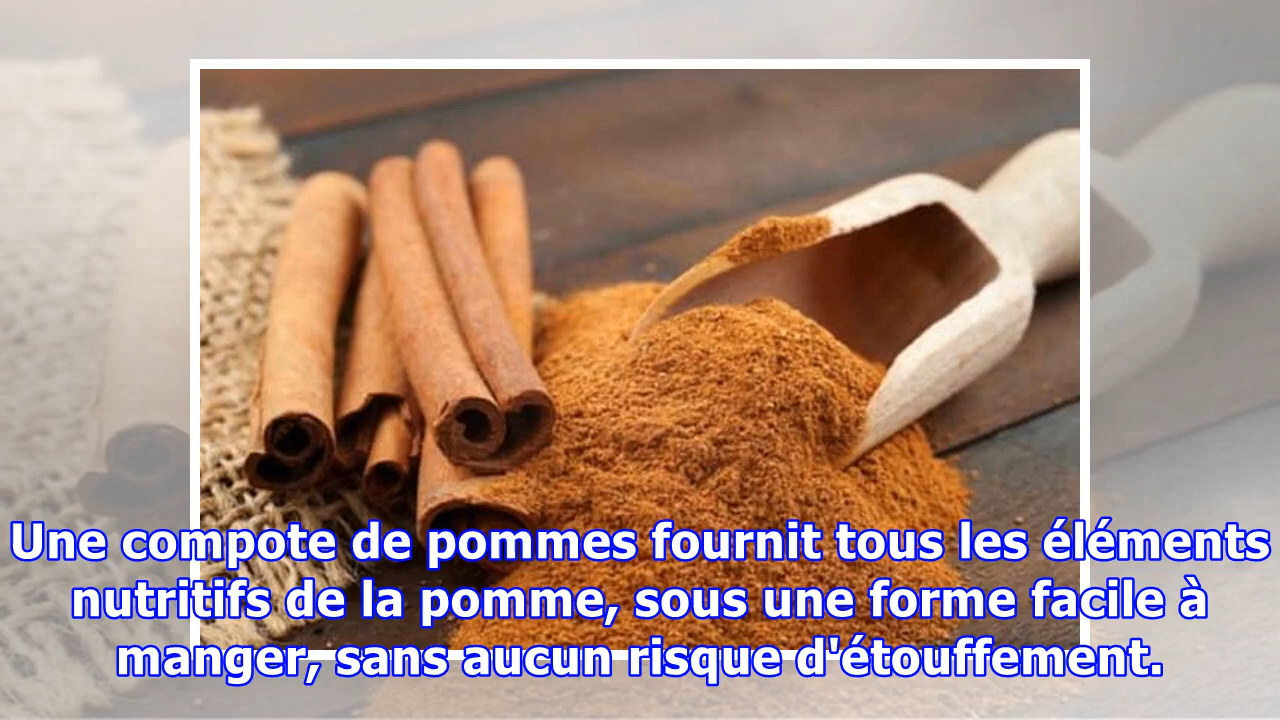 Une compote de pommes fournit tous les éléments
nutritifs de la pomme, sous une forme facile à
manger, sans aucun risque d'étouffement.